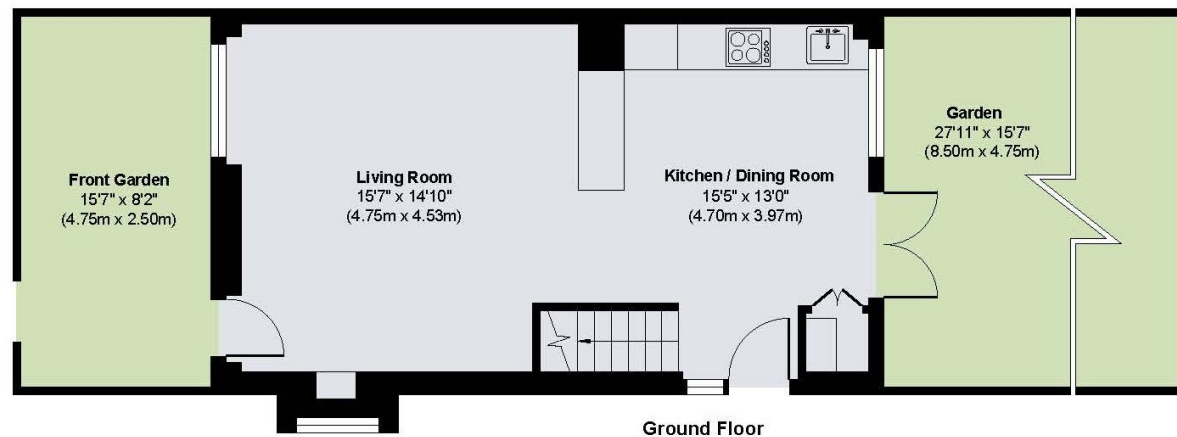 Front Garden
15'7" x 8'2"
(4.75m x 2.50m)
Living Room
15'7" x 14'10"
(4.75m x 4.53m)
Kitchen / Dining Room
15'5" x 13'0"
(4.70m x 3.97m)
Garden
27'11" x 15'7"
(8.50m x 4.75m)
Ground Floor